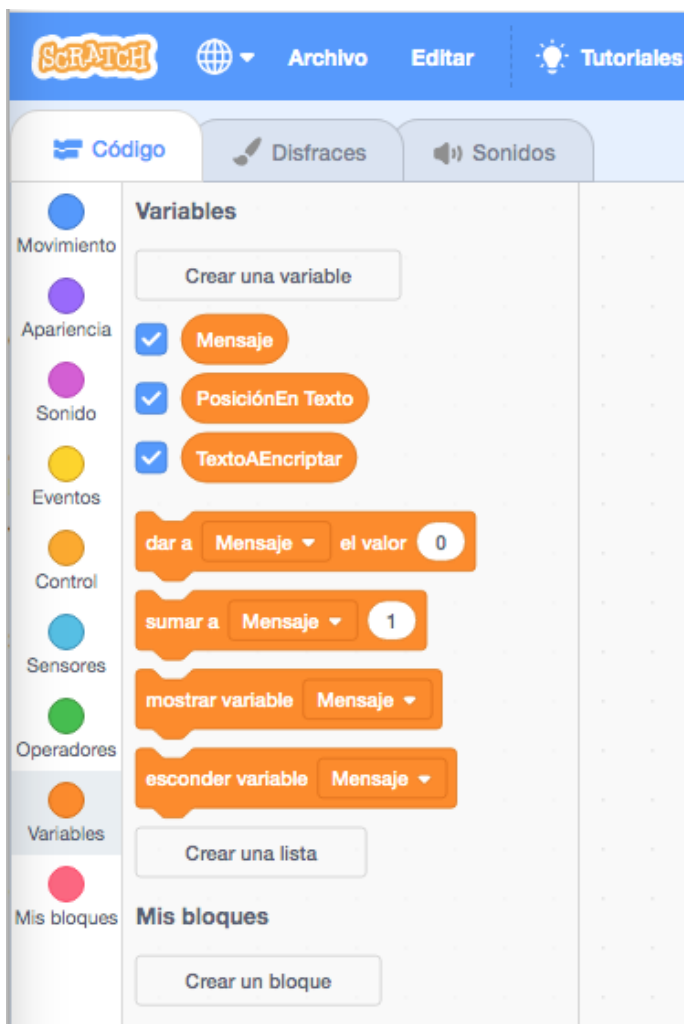 SCRATCH Archivo Editar Tutoriales
Código Disfraces Sonidos
Movimiento
Apariencia
Sonido
Eventos
Control
Sensores
Operadores
Variables
Mis bloques
Variables
Crear una variable
Mensaje
PosiciónEn Texto
TextoAEncriptar
dar a Mensaje el valor 0
sumar a Mensaje 1
mostrar variable Mensaje
esconder variable Mensaje
Crear una lista
Mis bloques
Crear un bloque